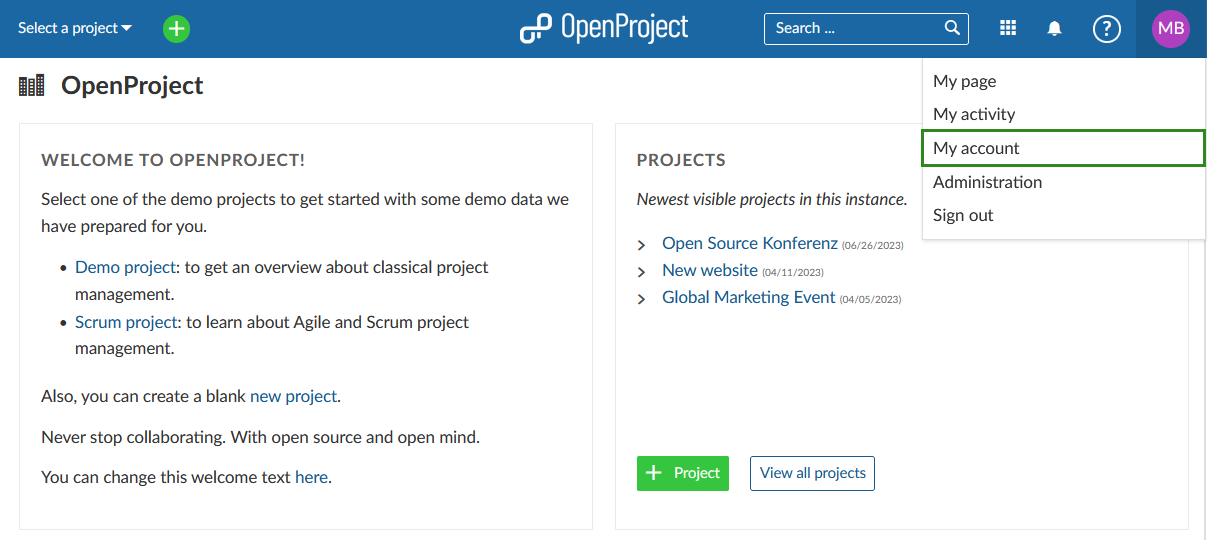 Select a project
OpenProject
Search ...
MB
OpenProject
My page
My activity
My account
Administration
Sign out
WELCOME TO OPENPROJECT!
Select one of the demo projects to get started with some demo data we
have prepared for you.
• Demo project: to get an overview about classical project
management.
• Scrum project: to learn about Agile and Scrum project
management.
Also, you can create a blank new project.
Never stop collaborating. With open source and open mind.
You can change this welcome text here.
PROJECTS
Newest visible projects in this instance.
Open Source Konferenz (06/26/2023)
New website (04/11/2023)
Global Marketing Event (04/05/2023)
+ Project
View all projects